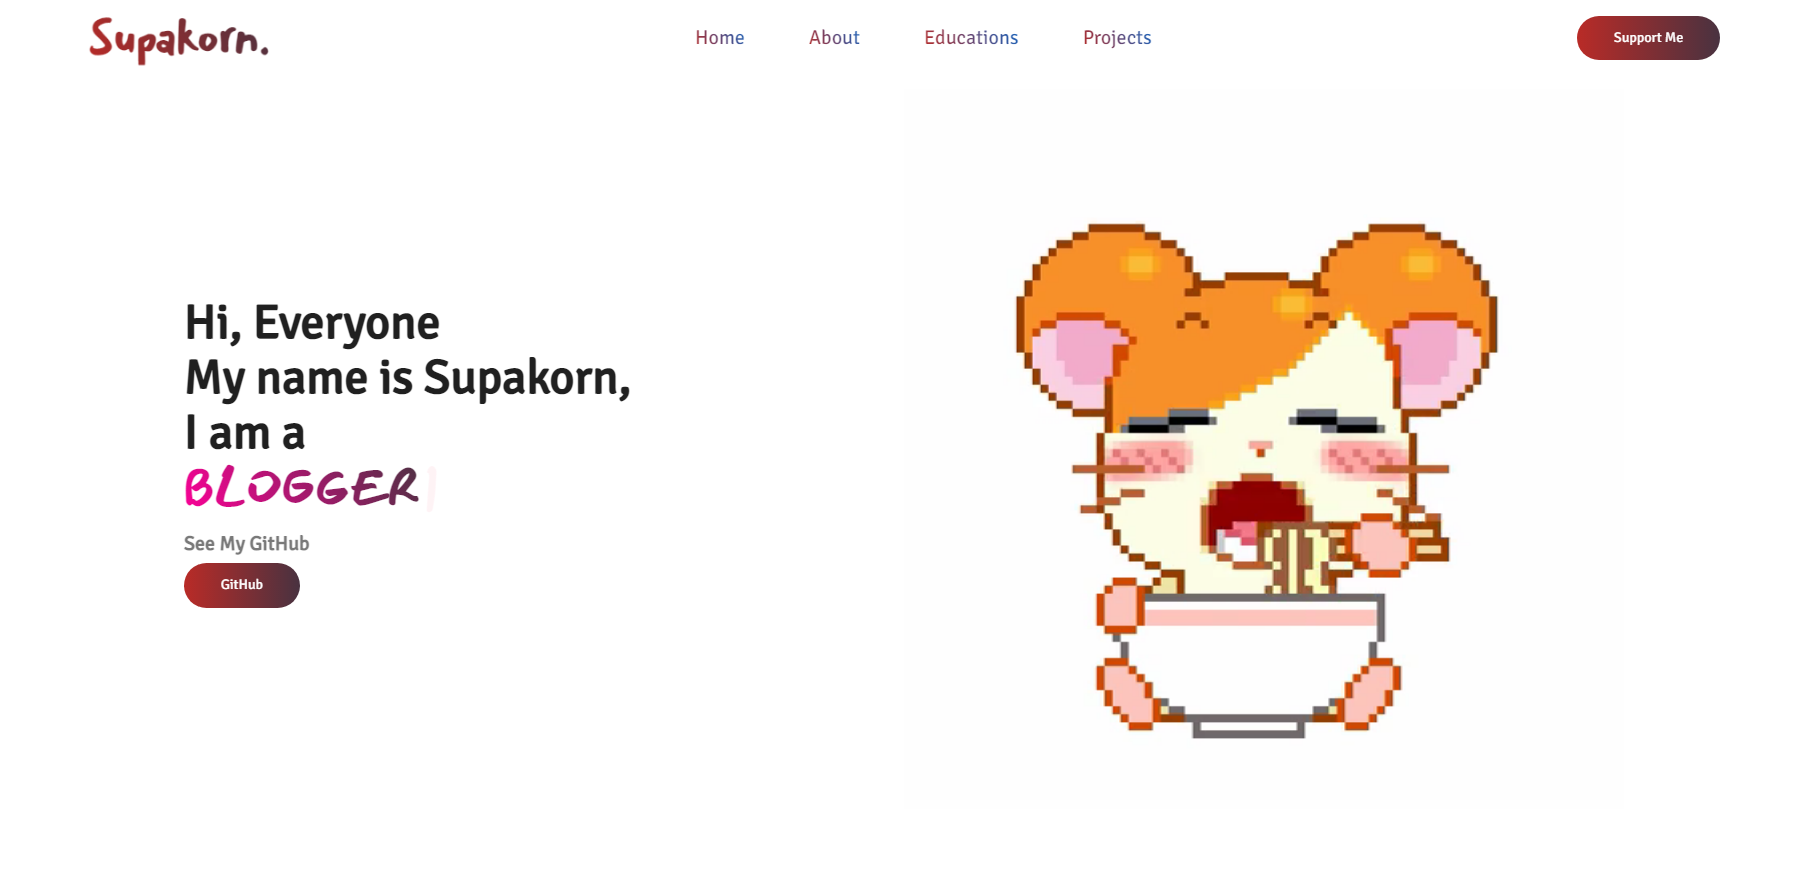 Supakorn.
Home About Educations Projects
Support Me
Hi, Everyone
My name is Supakorn,
I am a
BLOGGER
See My GitHub
GitHub